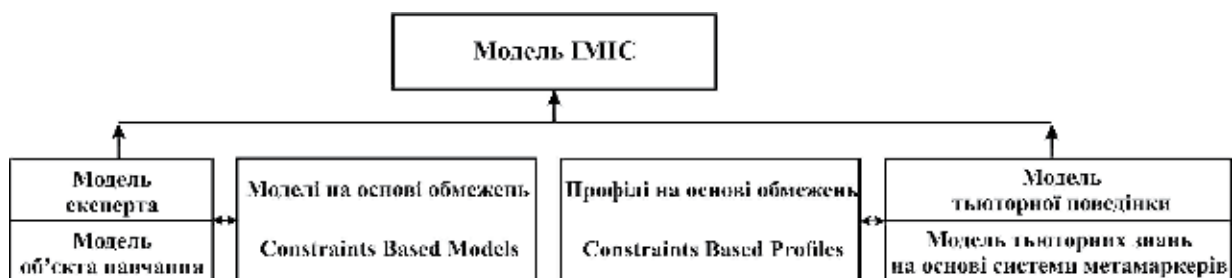 Модель ІМІС
Модель
експерта
Модель
об’єкта навчання
Моделі на основі обмежень
Constraints Based Models
Профілі на основі обмежень
Constraints Based Profiles
Модель
тьюторної поведінки
Модель тьюторних знань
на основі системи метамаркерів